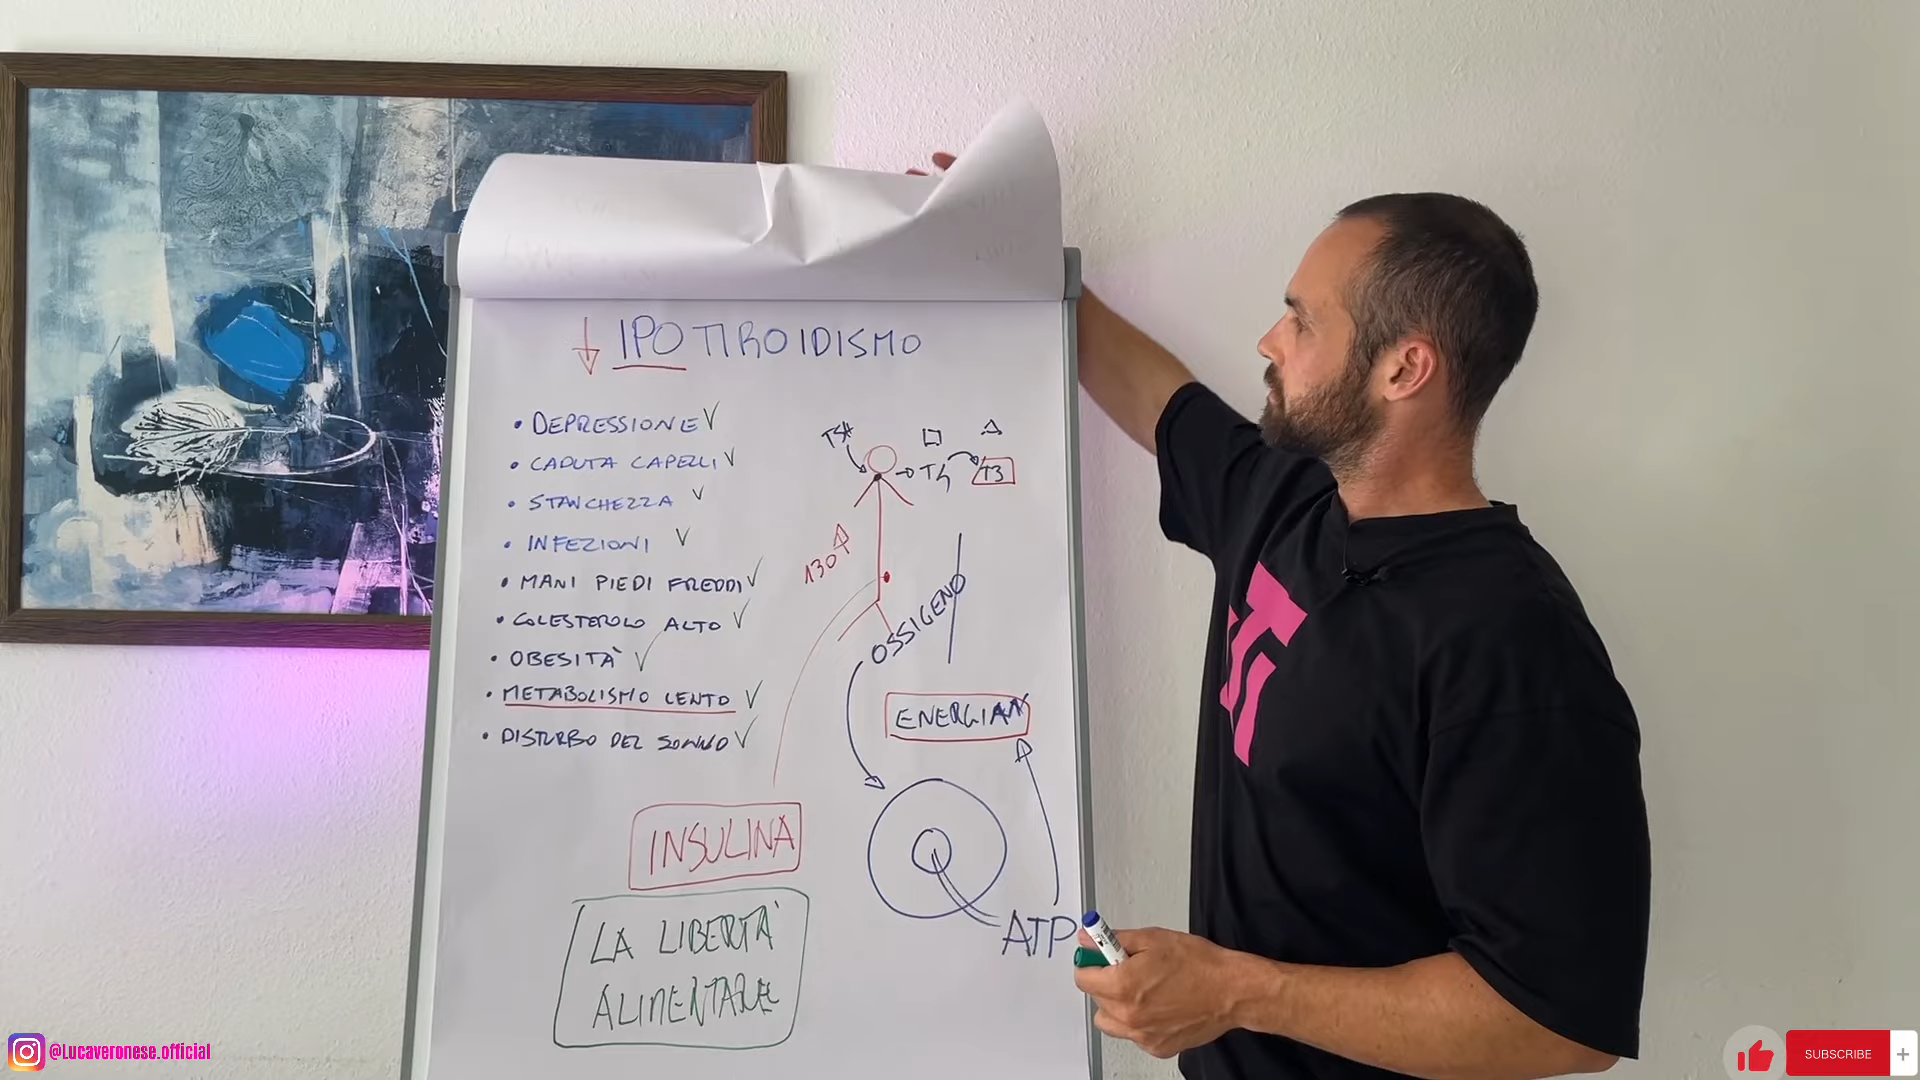 IPOTIROIDISMO
• DEPRESSIONE
• CADUTA CAPELLI
• STANCHEZZA
• INFEZIONI
• MANI PIEDI FREDDI
• COLESTEROLO ALTO
• OBESITÀ
• METABOLISMO LENTO
• DISTURBO DEL SONNO
TSH
T4
T3
130
OSSIGENO
ENERGIA
ATP
INSULINA
LA LIBERTÀ
ALIMENTARE
@Lucaveronese.official
SUBSCRIBE